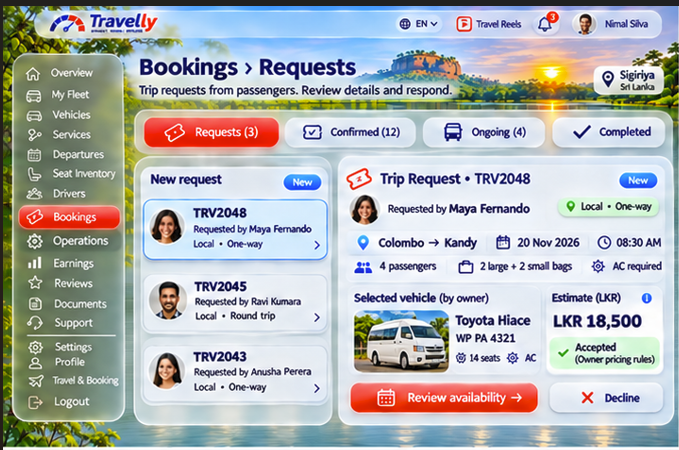 Travelly
EN
Travel Reels
3
Nimal Silva
Overview
My Fleet
Vehicles
Services
Departures
Seat Inventory
Drivers
Bookings
Operations
Earnings
Reviews
Documents
Support
Settings
Profile
Travel & Booking
Logout
Bookings › Requests
Trip requests from passengers. Review details and respond.
Sigiriya
Sri Lanka
Requests (3)
Confirmed (12)
Ongoing (4)
Completed
New request
New
TRV2048
Requested by Maya Fernando
Local • One-way
TRV2045
Requested by Ravi Kumara
Local • Round trip
TRV2043
Requested by Anusha Perera
Local • One-way
Trip Request • TRV2048
New
Requested by Maya Fernando
Local • One-way
Colombo → Kandy
20 Nov 2026
08:30 AM
4 passengers
2 large + 2 small bags
AC required
Selected vehicle (by owner)
Toyota Hiace
WP PA 4321
14 seats
AC
Estimate (LKR)
LKR 18,500
Accepted
(Owner pricing rules)
Review availability →
Decline